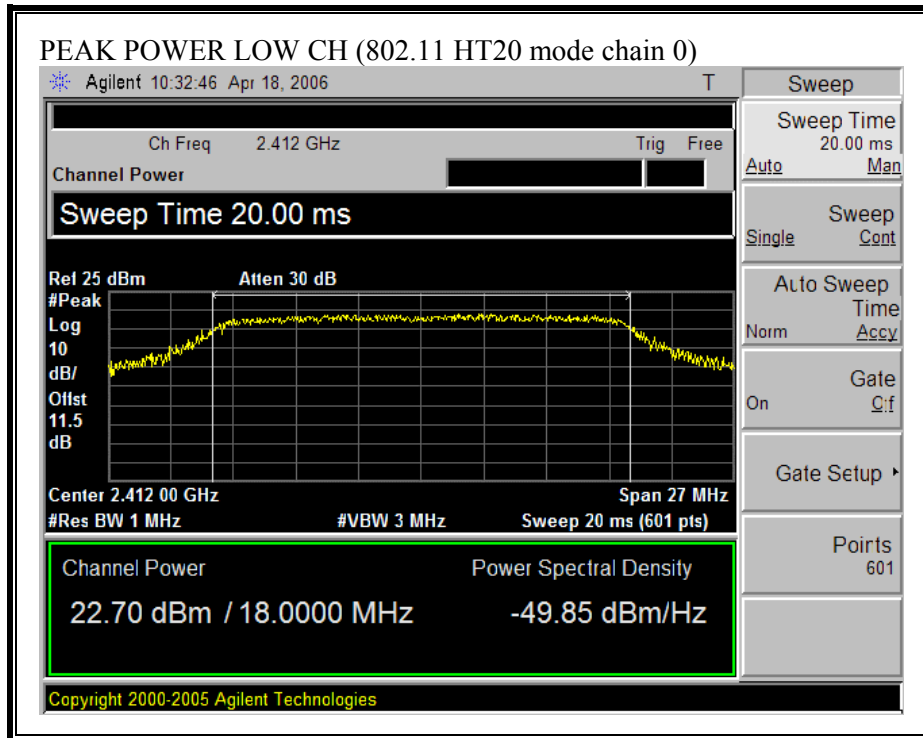 PEAK POWER LOW CH (802.11 HT20 mode chain 0)
Agilent 10:32:46 Apr 18, 2006 T
Ch Freq 2.412 GHz Trig Free
Channel Power
Sweep Time 20.00 ms
Ref 25 dBm Atten 30 dB
#Peak
Log
10
dB/
Offst
11.5
dB
Center 2.412 00 GHz Span 27 MHz
#Res BW 1 MHz #VBW 3 MHz Sweep 20 ms (601 pts)
Channel Power Power Spectral Density
22.70 dBm / 18.0000 MHz -49.85 dBm/Hz
Copyright 2000-2005 Agilent Technologies
Sweep
Sweep Time
20.00 ms
Auto Man
Sweep
Single Cont
Auto Sweep
Time
Norm Accy
Gate
On Off
Gate Setup
Points
601